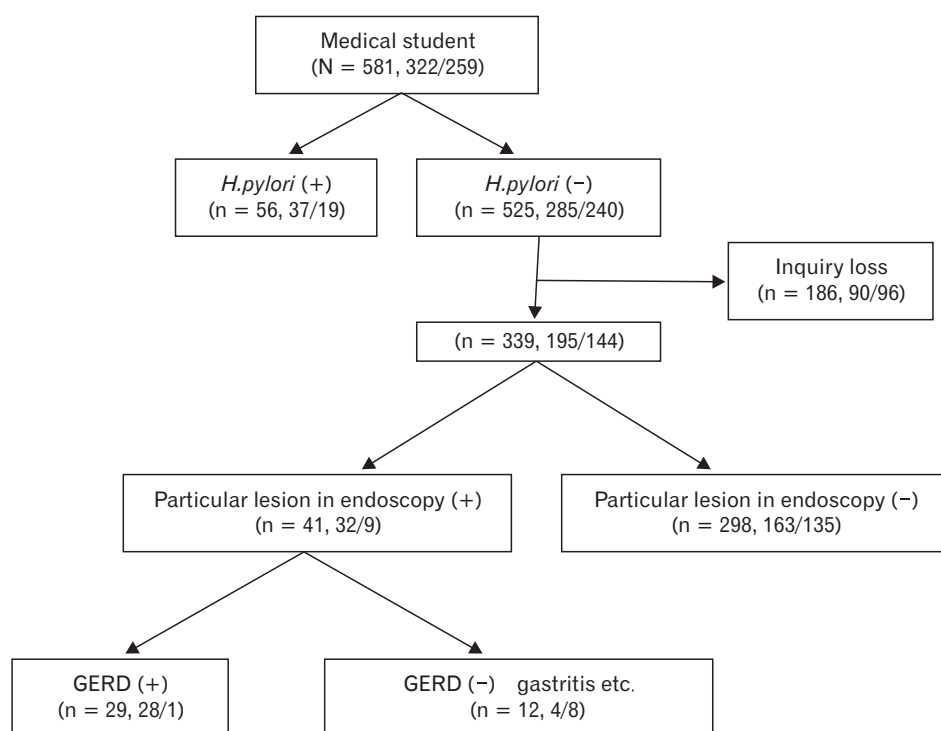 Medical student
(N = 581, 322/259)
H.pylori (+)
(n = 56, 37/19)
H.pylori (−)
(n = 525, 285/240)
Inquiry loss
(n = 186, 90/96)
(n = 339, 195/144)
Particular lesion in endoscopy (+)
(n = 41, 32/9)
Particular lesion in endoscopy (−)
(n = 298, 163/135)
GERD (+)
(n = 29, 28/1)
GERD (−) gastritis etc.
(n = 12, 4/8)